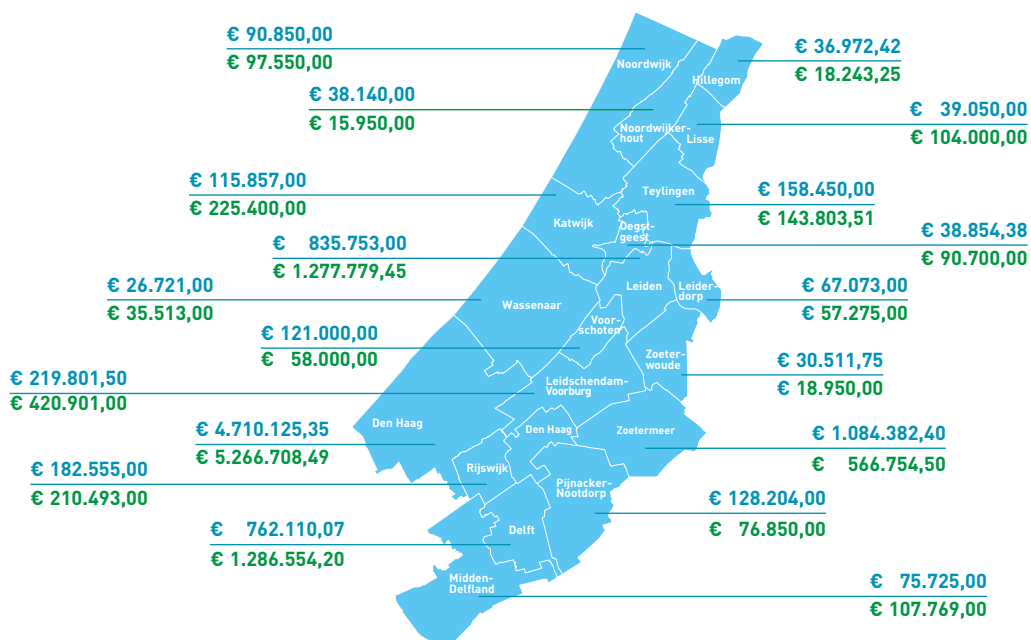 € 90.850,00
€ 97.550,00
Noordwijk
€ 36.972,42
€ 18.243,25
Hillegom
€ 38.140,00
€ 15.950,00
Noordwijker-
hout
Lisse
€ 39.050,00
€ 104.000,00
€ 115.857,00
€ 225.400,00
Katwijk
Teylingen
€ 158.450,00
€ 143.803,51
Oegst-
geest
€ 38.854,38
€ 90.700,00
€ 835.753,00
€ 1.277.779,45
Leiden
Leider-
dorp
€ 67.073,00
€ 57.275,00
€ 26.721,00
€ 35.513,00
Wassenaar
€ 121.000,00
€ 58.000,00
Voor-
schoten
Zoeter-
woude
€ 30.511,75
€ 18.950,00
€ 219.801,50
€ 420.901,00
Leidschendam-
Voorburg
Den Haag
€ 4.710.125,35
€ 5.266.708,49
Den Haag
Zoetermeer
€ 1.084.382,40
€ 566.754,50
€ 182.555,00
€ 210.493,00
Rijswijk
Pijnacker-
Nootdorp
€ 128.204,00
€ 76.850,00
€ 762.110,07
€ 1.286.554,20
Delft
Midden-
Delfland
€ 75.725,00
€ 107.769,00